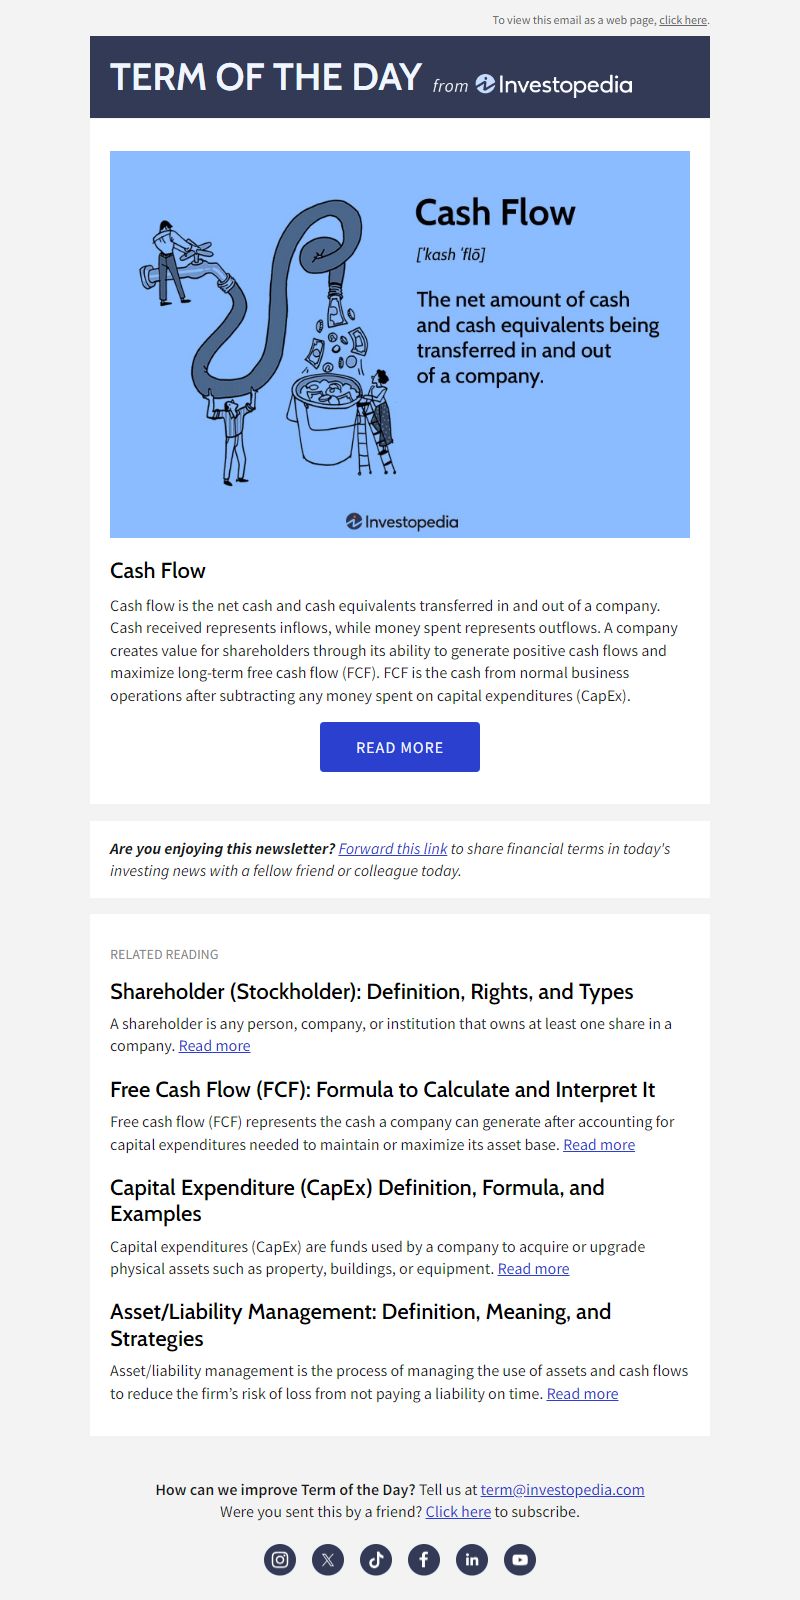 To view this email as a web page, click here.
TERM OF THE DAY from Investopedia
Cash Flow
['kash 'flō]
The net amount of cash
and cash equivalents being
transferred in and out
of a company.
Investopedia
Cash Flow
Cash flow is the net cash and cash equivalents transferred in and out of a company.
Cash received represents inflows, while money spent represents outflows. A company
creates value for shareholders through its ability to generate positive cash flows and
maximize long-term free cash flow (FCF). FCF is the cash from normal business
operations after subtracting any money spent on capital expenditures (CapEx).
READ MORE
Are you enjoying this newsletter? Forward this link to share financial terms in today's
investing news with a fellow friend or colleague today.
RELATED READING
Shareholder (Stockholder): Definition, Rights, and Types
A shareholder is any person, company, or institution that owns at least one share in a
company. Read more
Free Cash Flow (FCF): Formula to Calculate and Interpret It
Free cash flow (FCF) represents the cash a company can generate after accounting for
capital expenditures needed to maintain or maximize its asset base. Read more
Capital Expenditure (CapEx) Definition, Formula, and
Examples
Capital expenditures (CapEx) are funds used by a company to acquire or upgrade
physical assets such as property, buildings, or equipment. Read more
Asset/Liability Management: Definition, Meaning, and
Strategies
Asset/liability management is the process of managing the use of assets and cash flows
to reduce the firm’s risk of loss from not paying a liability on time. Read more
How can we improve Term of the Day? Tell us at term@investopedia.com
Were you sent this by a friend? Click here to subscribe.